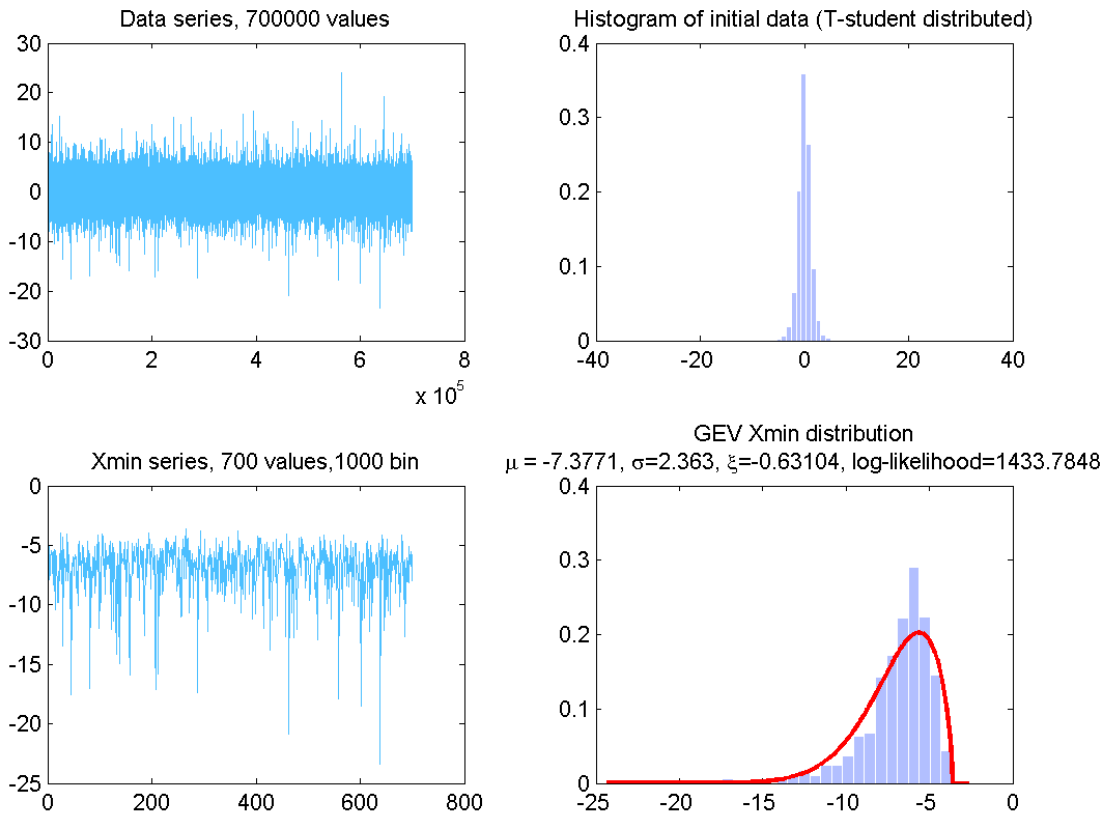 Data series, 700000 values
30
20
10
0
-10
-20
-30
0 2 4 6 8
x 10^5
Histogram of initial data (T-student distributed)
0.4
0.3
0.2
0.1
0
-40 -20 0 20 40
Xmin series, 700 values,1000 bin
0
-5
-10
-15
-20
-25
0 200 400 600 800
GEV Xmin distribution
μ = -7.3771, σ=2.363, ξ=-0.63104, log-likelihood=1433.7848
0.4
0.3
0.2
0.1
0
-25 -20 -15 -10 -5 0